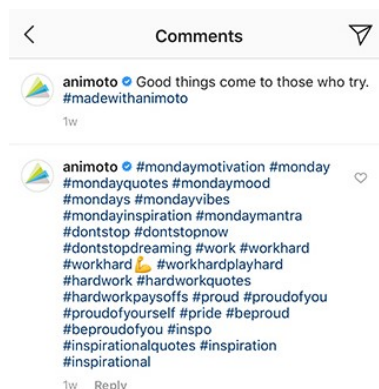 Comments
animoto Good things come to those who try.
#madewithanimoto
1w
animoto #mondaymotivation #monday
#mondayquotes #mondaymood
#mondays #mondayvibes
#mondayinspiration #mondaymantra
#dontstop #dontstopnow
#dontstopdreaming #work #workhard
#workhard💪 #workhardplayhard
#hardwork #hardworkquotes
#hardworkpaysoffs #proud #proudofyou
#proudofyourself #pride #beproud
#beproudofyou #inspo
#inspirationalquotes #inspiration
#inspirational
1w Reply